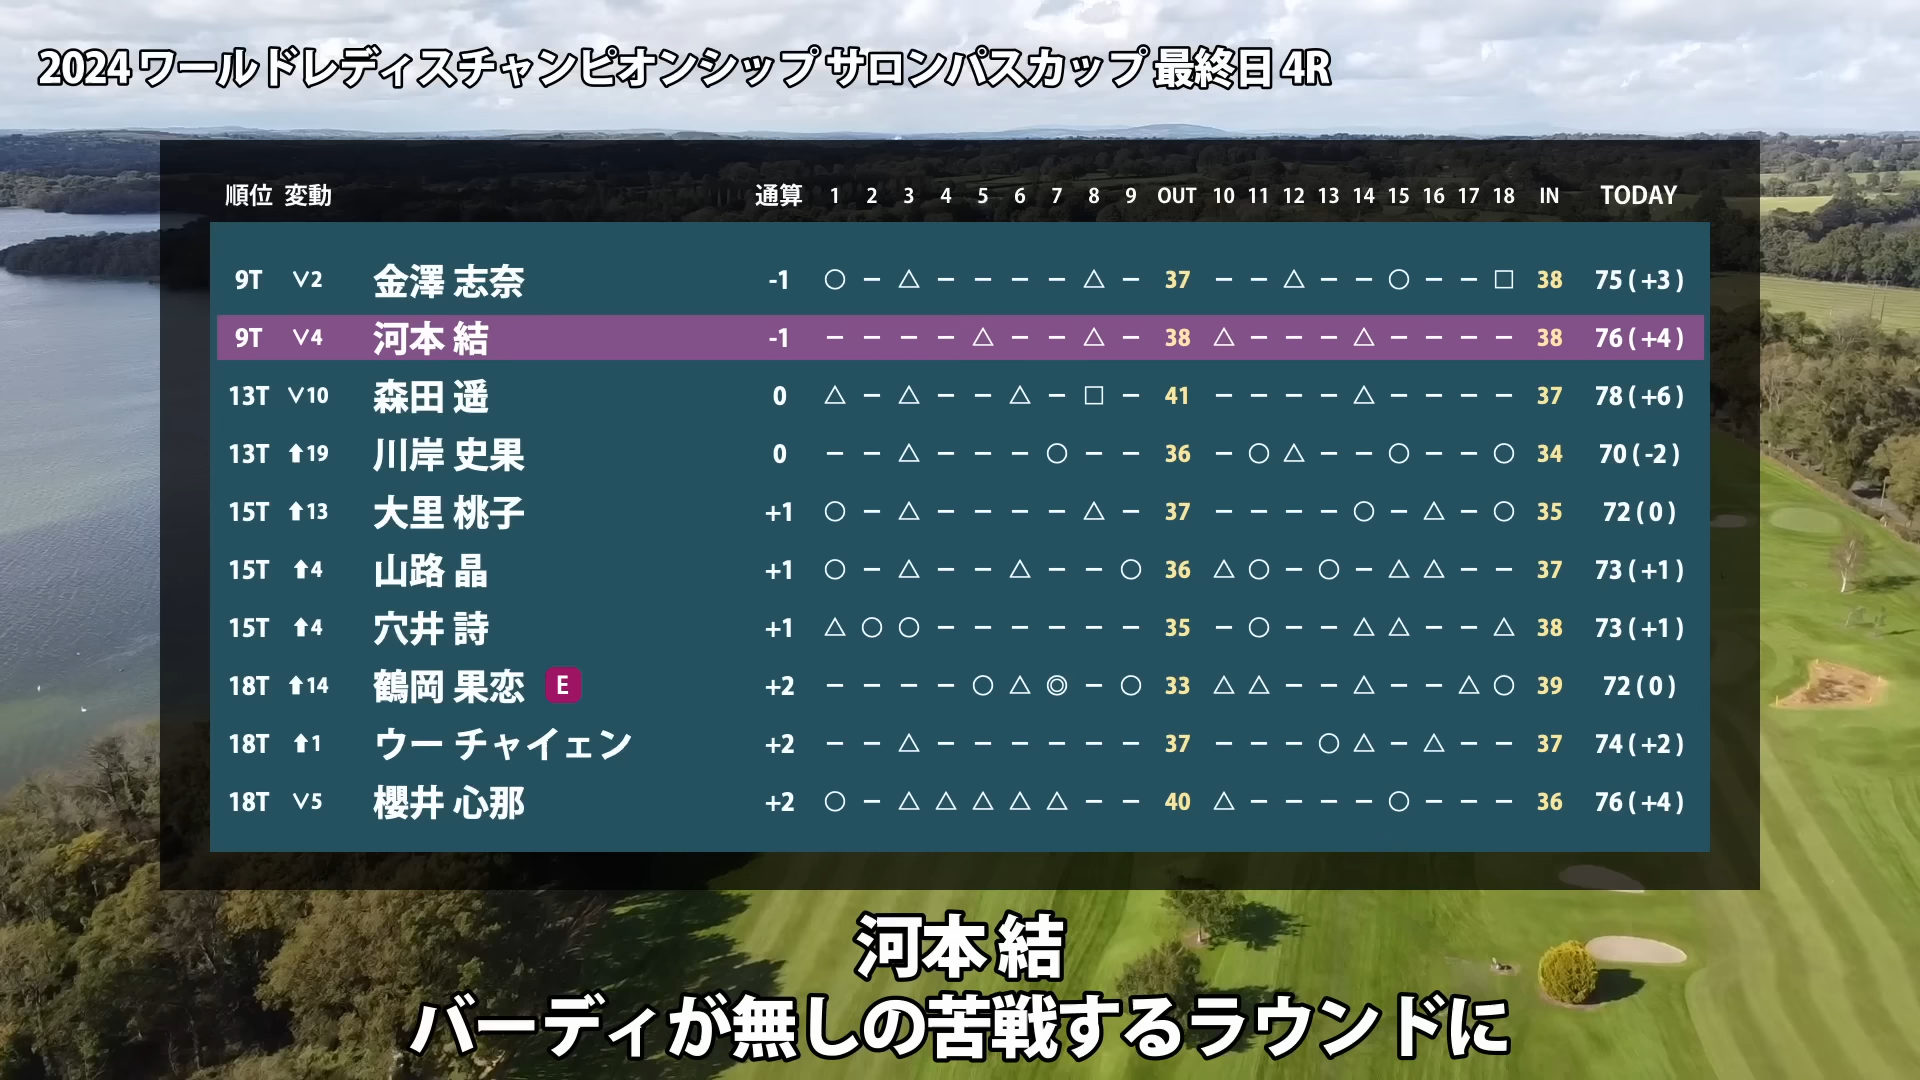 2024 ワールドレディスチャンピオンシップ サロンパスカップ 最終日 4R
順位 変動 通算 1 2 3 4 5 6 7 8 9 OUT 10 11 12 13 14 15 16 17 18 IN TODAY
9T ∨2 金澤 志奈 -1 ○ － △ － － － － △ － 37 － － △ － － ○ － － □ 38 75 ( +3 )
9T ∨4 河本 結 -1 － － － － △ － － △ － 38 △ － － － △ － － － － 38 76 ( +4 )
13T ∨10 森田 遥 0 △ － △ － － △ － □ － 41 － － － － △ － － － － 37 78 ( +6 )
13T ⬆19 川岸 史果 0 － － △ － － － ○ － － 36 － ○ △ － － ○ － － ○ 34 70 ( -2 )
15T ⬆13 大里 桃子 +1 ○ － △ － － － － △ － 37 － － － － ○ － △ － ○ 35 72 ( 0 )
15T ⬆4 山路 晶 +1 ○ － △ － － △ － － ○ 36 △ ○ － ○ － △ △ － － 37 73 ( +1 )
15T ⬆4 穴井 詩 +1 △ ○ ○ － － － － － － 35 － ○ － － △ △ － － △ 38 73 ( +1 )
18T ⬆14 鶴岡 果恋 E +2 － － － － ○ △ ◎ － ○ 33 △ △ － － △ － － △ ○ 39 72 ( 0 )
18T ⬆1 ウー チャイェン +2 － － △ － － － － － － 37 － － － ○ △ － △ － － 37 74 ( +2 )
18T ∨5 櫻井 心那 +2 ○ － △ △ △ △ △ － － 40 △ － － － － ○ － － － 36 76 ( +4 )
河本 結
バーディが無しの苦戦するラウンドに